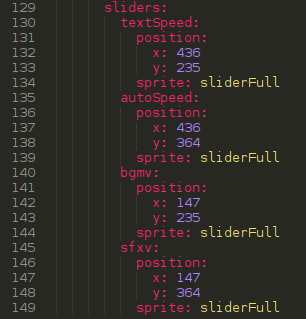 129 sliders:
130 textSpeed:
131 position:
132 x: 436
133 y: 235
134 sprite: sliderFull
135 autoSpeed:
136 position:
137 x: 436
138 y: 364
139 sprite: sliderFull
140 bgmv:
141 position:
142 x: 147
143 y: 235
144 sprite: sliderFull
145 sfxv:
146 position:
147 x: 147
148 y: 364
149 sprite: sliderFull